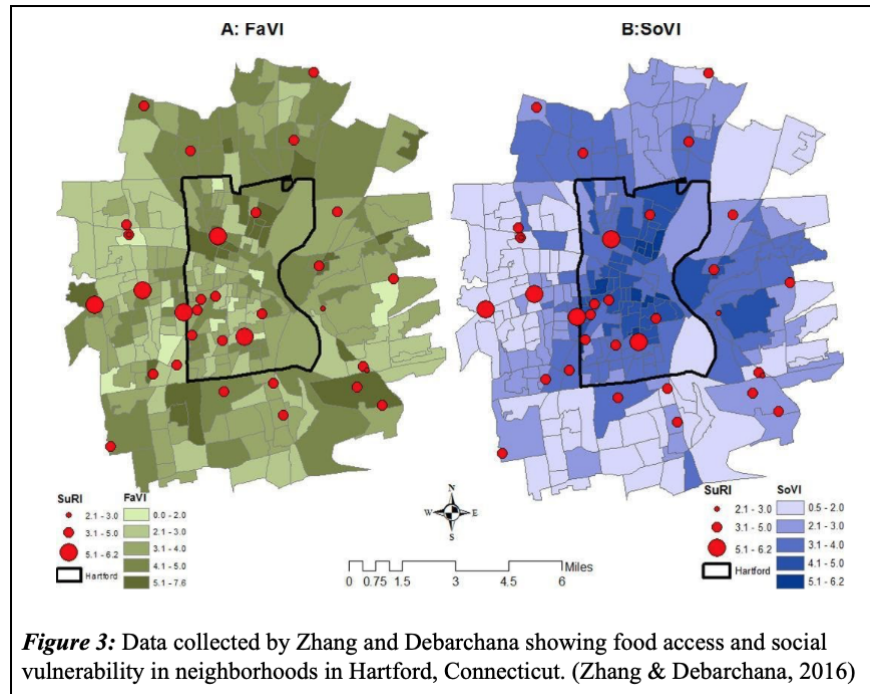 A: FaVI
B:SoVI
SuRI
2.1 - 3.0
3.1 - 5.0
5.1 - 6.2
Hartford
FaVI
0.0 - 2.0
2.1 - 3.0
3.1 - 4.0
4.1 - 5.0
5.1 - 7.6
N
W
E
S
Miles
0 0.75 1.5 3 4.5 6
SuRI
2.1 - 3.0
3.1 - 5.0
5.1 - 6.2
Hartford
SoVI
0.5 - 2.0
2.1 - 3.0
3.1 - 4.0
4.1 - 5.0
5.1 - 6.2
Figure 3: Data collected by Zhang and Debarchana showing food access and social
vulnerability in neighborhoods in Hartford, Connecticut. (Zhang & Debarchana, 2016)